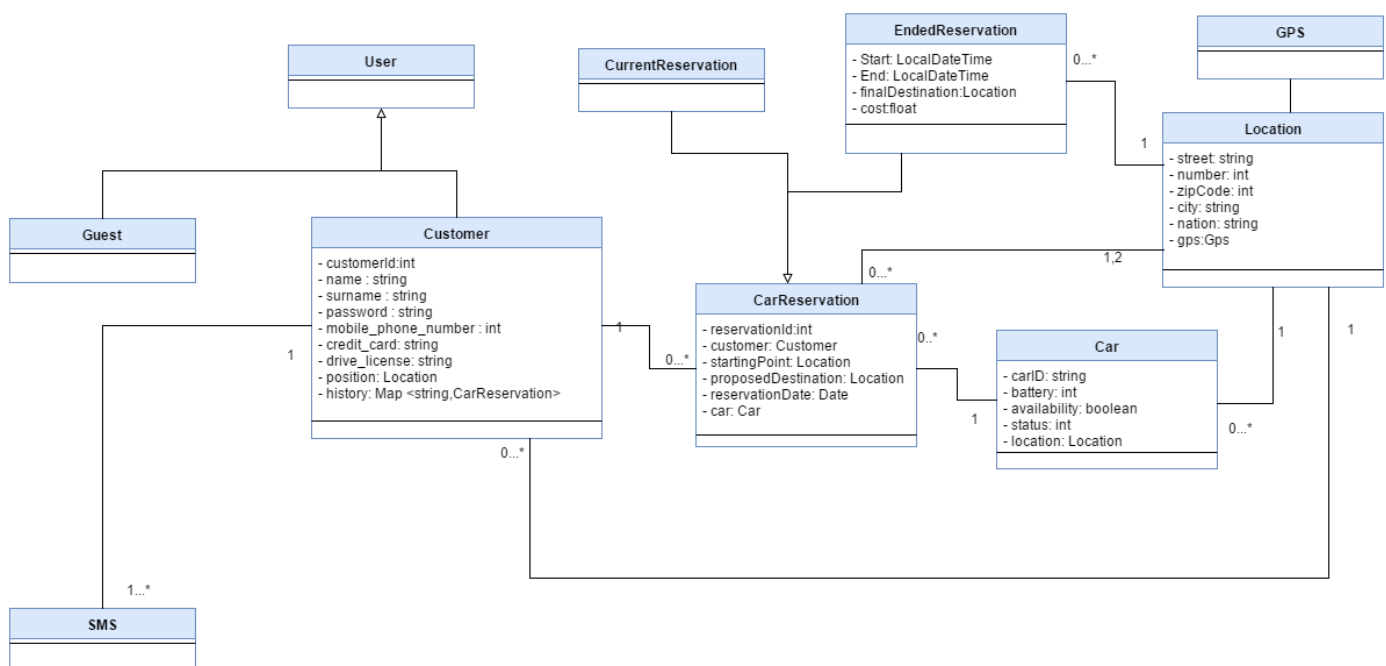 EndedReservation
- Start: LocalDateTime
- End: LocalDateTime
- finalDestination:Location
- cost:float
GPS
User
CurrentReservation
0...*
1
Location
- street: string
- number: int
- zipCode: int
- city: string
- nation: string
- gps:Gps
Guest
Customer
- customerId:int
- name : string
- surname : string
- password : string
- mobile_phone_number : int
- credit_card: string
- drive_license: string
- position: Location
- history: Map <string,CarReservation>
1,2
0...*
CarReservation
- reservationId:int
- customer: Customer
- startingPoint: Location
- proposedDestination: Location
- reservationDate: Date
- car: Car
1
0...*
0..*
1
Car
- carID: string
- battery: int
- availability: boolean
- status: int
- location: Location
1
1
1
0...*
0...*
1...*
SMS